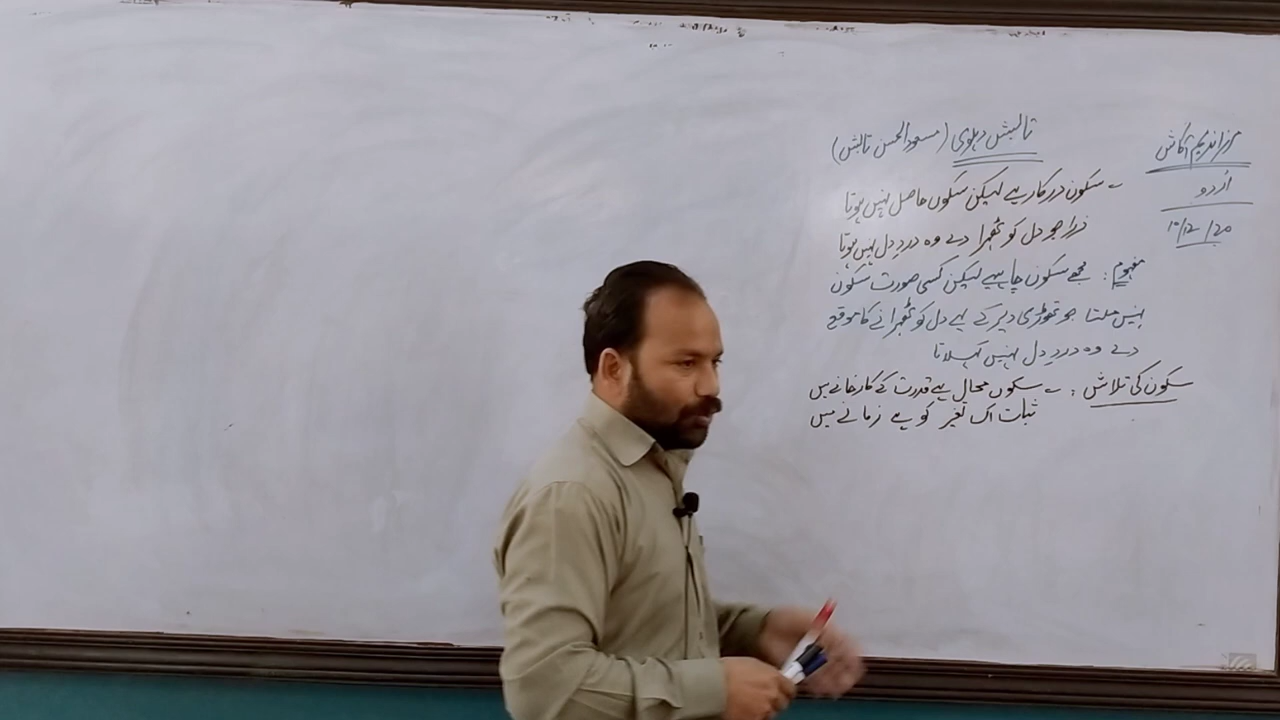 مرزا ندیم آکاش
اُردو
۲۰/۱۲/۱۰
تابش دہلوی (مسعود الحسن تابش)
سکون درکار ہے لیکن سکوں حاصل نہیں ہوتا
ذرا جو دل کو ٹھہرا دے وہ دردِ دل نہیں ہوتا
مفہوم: مجھے سکون چاہیے لیکن کسی صورت سکون
نہیں ملتا جو تھوڑی دیر کے لیے دل کو ٹھہرانے کا موقع
دے وہ دردِ دل نہیں کہلاتا
سکون کی تلاش : سکوں محال ہے قدرت کے کارخانے میں
ثبات اک تغیر کو ہے زمانے میں